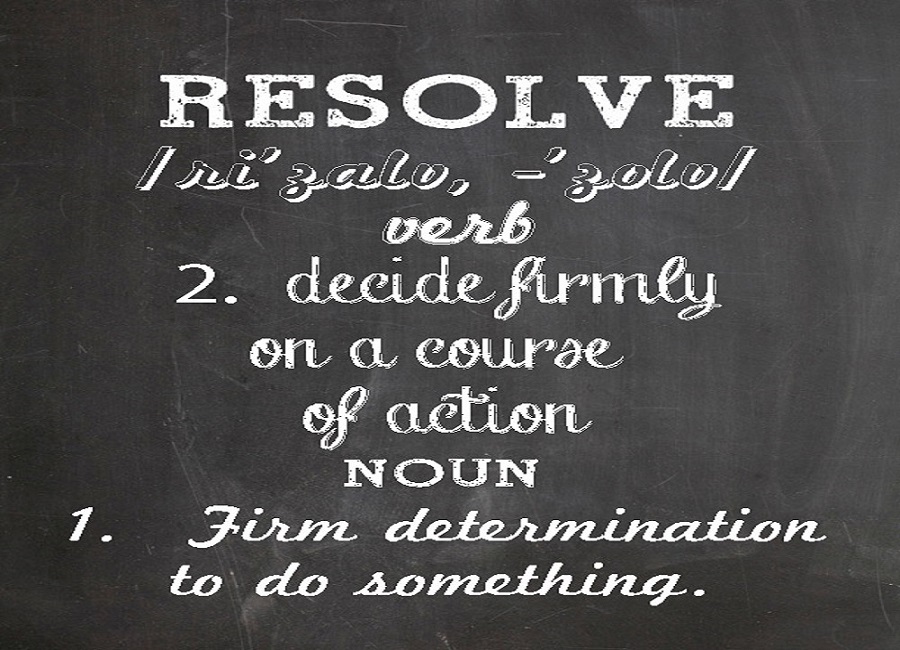 RESOLVE
/ri'zalv, -'zolv/
verb
2. decide firmly
on a course
of action
NOUN
1. Firm determination
to do something.